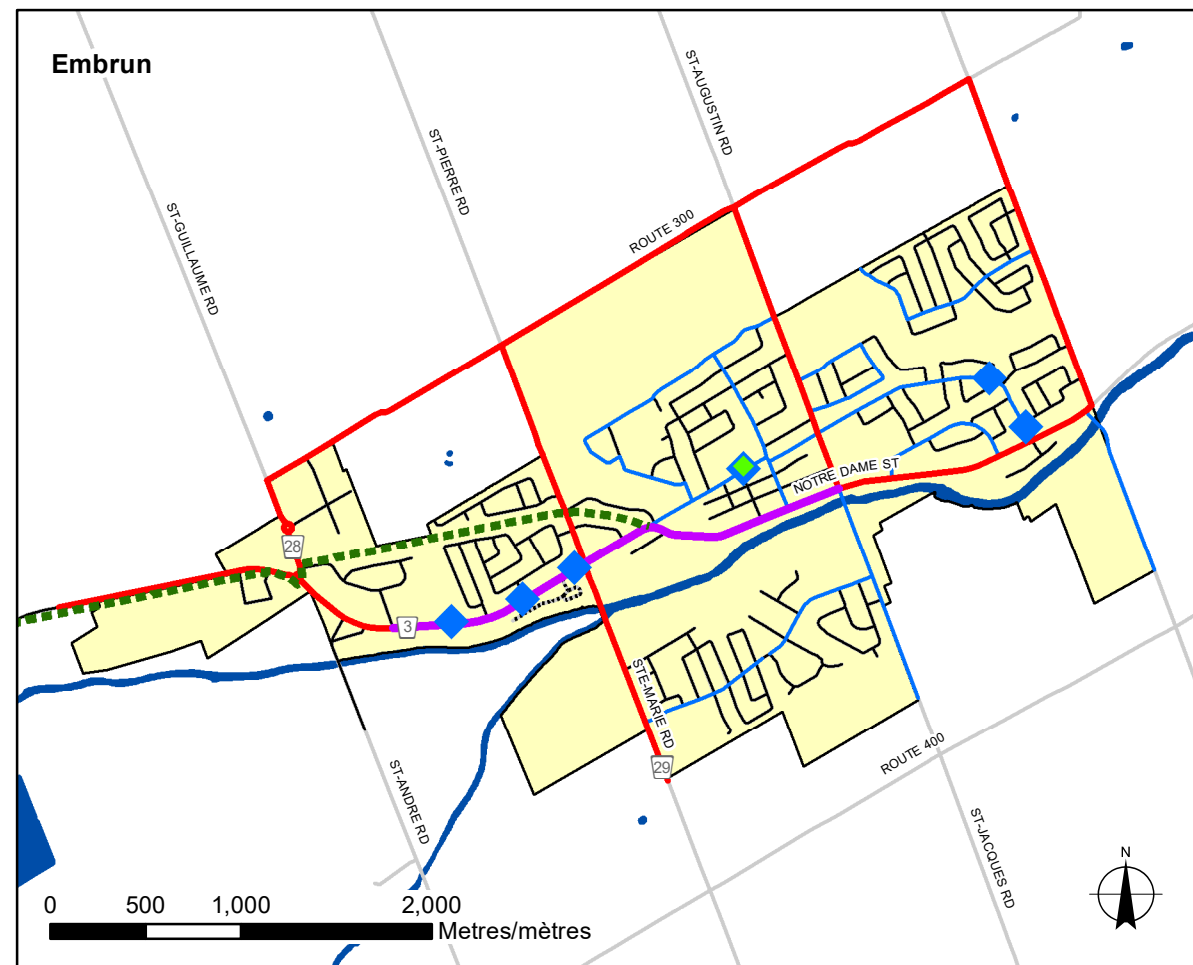 Embrun
ST-AUGUSTIN RD
ST-PIERRE RD
ST-GUILLAUME RD
ROUTE 300
NOTRE DAME ST
28
3
STE-MARIE RD
29
ROUTE 400
ST-ANDRE RD
ST-JACQUES RD
N
0 500 1,000 2,000
Metres/mètres